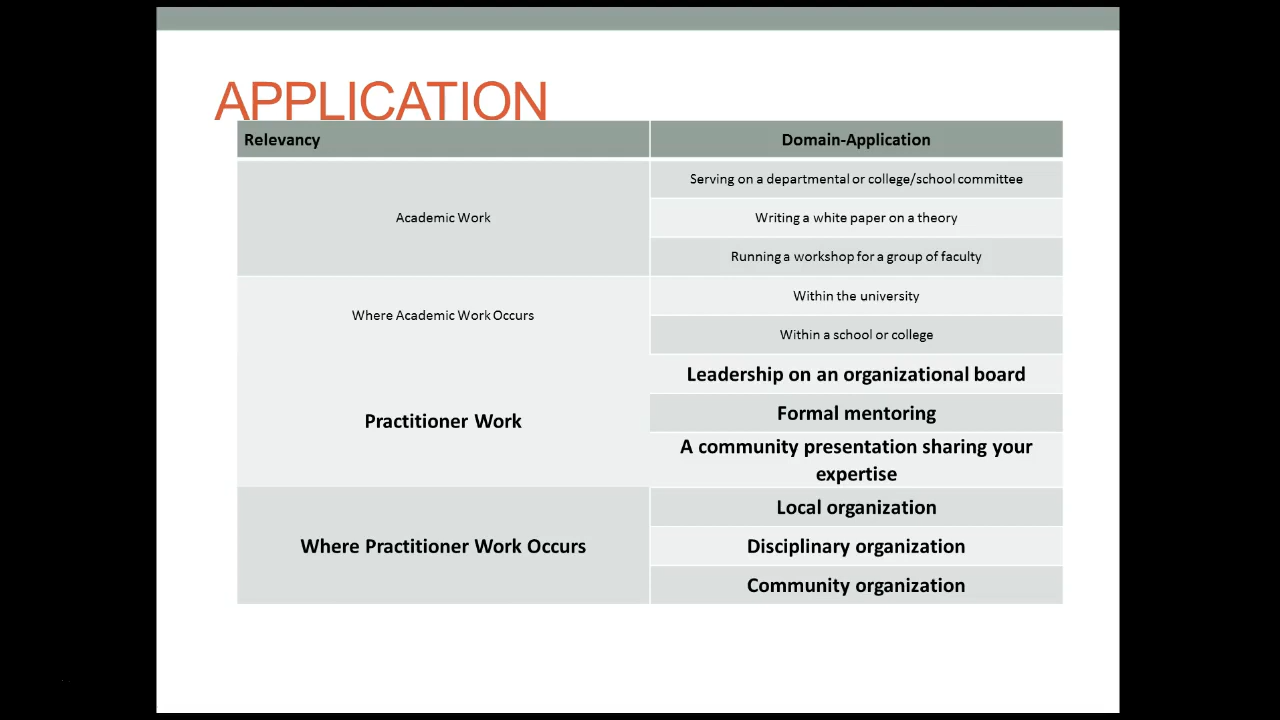 APPLICATION
Relevancy
Domain-Application
Academic Work
Serving on a departmental or college/school committee
Writing a white paper on a theory
Running a workshop for a group of faculty
Where Academic Work Occurs
Within the university
Within a school or college
Practitioner Work
Leadership on an organizational board
Formal mentoring
A community presentation sharing your
expertise
Where Practitioner Work Occurs
Local organization
Disciplinary organization
Community organization